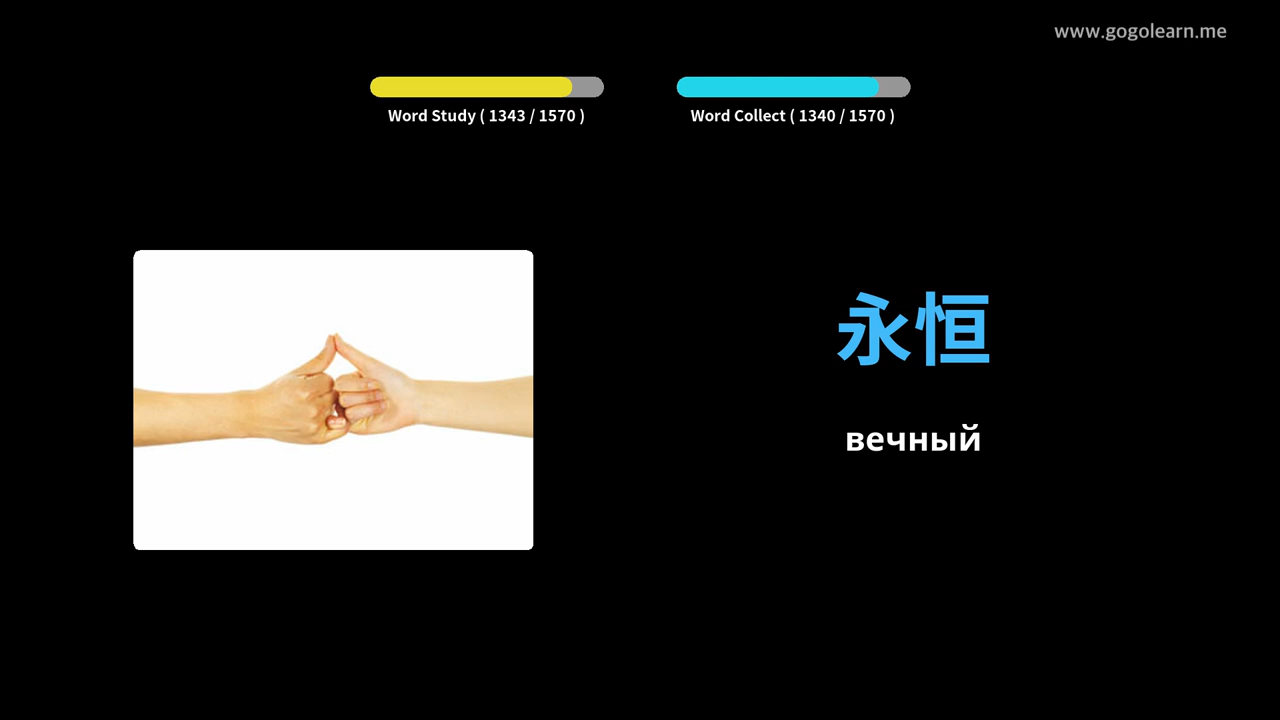 www.gogolearn.me
Word Study ( 1343 / 1570 )
Word Collect ( 1340 / 1570 )
永恒
вечный